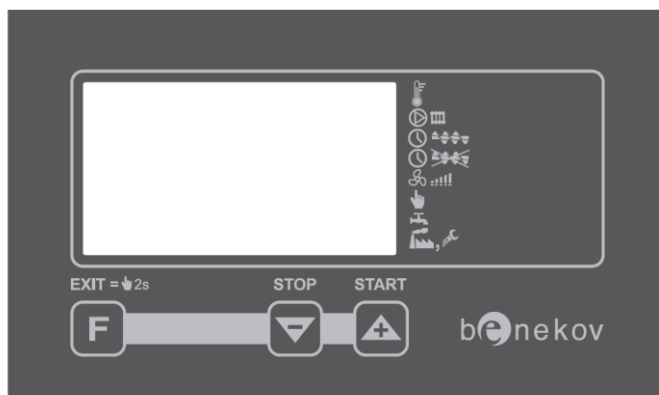 EXIT = 2s STOP START
F - +
benekov